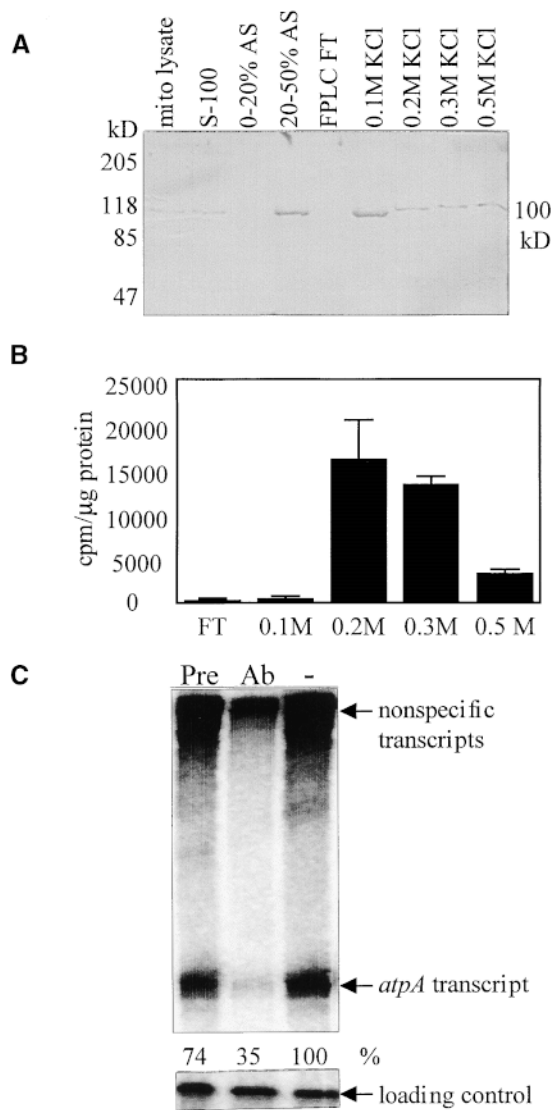 A
mito lysate
S-100
0-20% AS
20-50% AS
FPLC FT
0.1M KCl
0.2M KCl
0.3M KCl
0.5M KCl
kD
205
118
85
47
100
kD
B
25000
20000
15000
10000
5000
0
cpm/µg protein
FT 0.1M 0.2M 0.3M 0.5 M
C
Pre Ab -
nonspecific
transcripts
atpA transcript
74 35 100 %
loading control